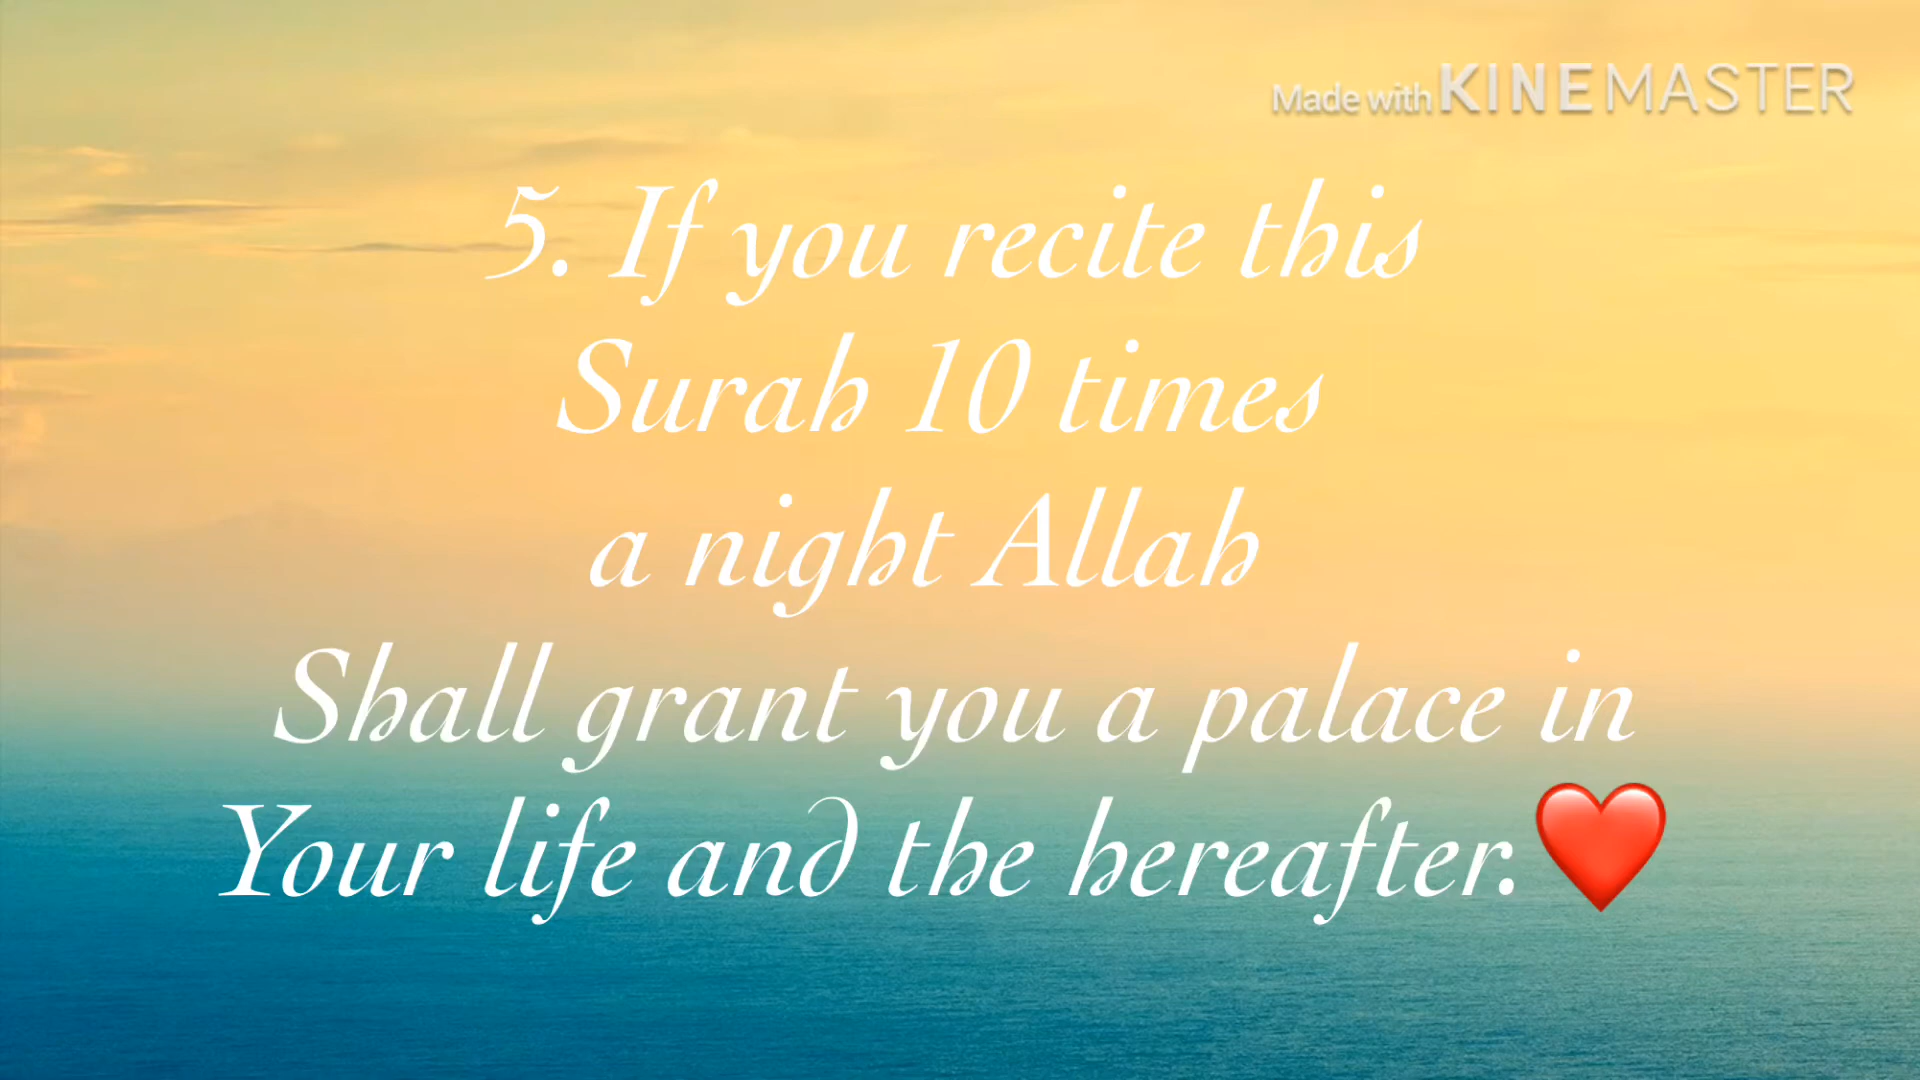 Made with KINEMASTER
5. If you recite this
Surah 10 times
a night Allah
Shall grant you a palace in
Your life and the hereafter.❤️